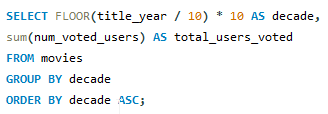 SELECT FLOOR(title_year / 10) * 10 AS decade,
sum(num_voted_users) AS total_users_voted
FROM movies
GROUP BY decade
ORDER BY decade ASC;